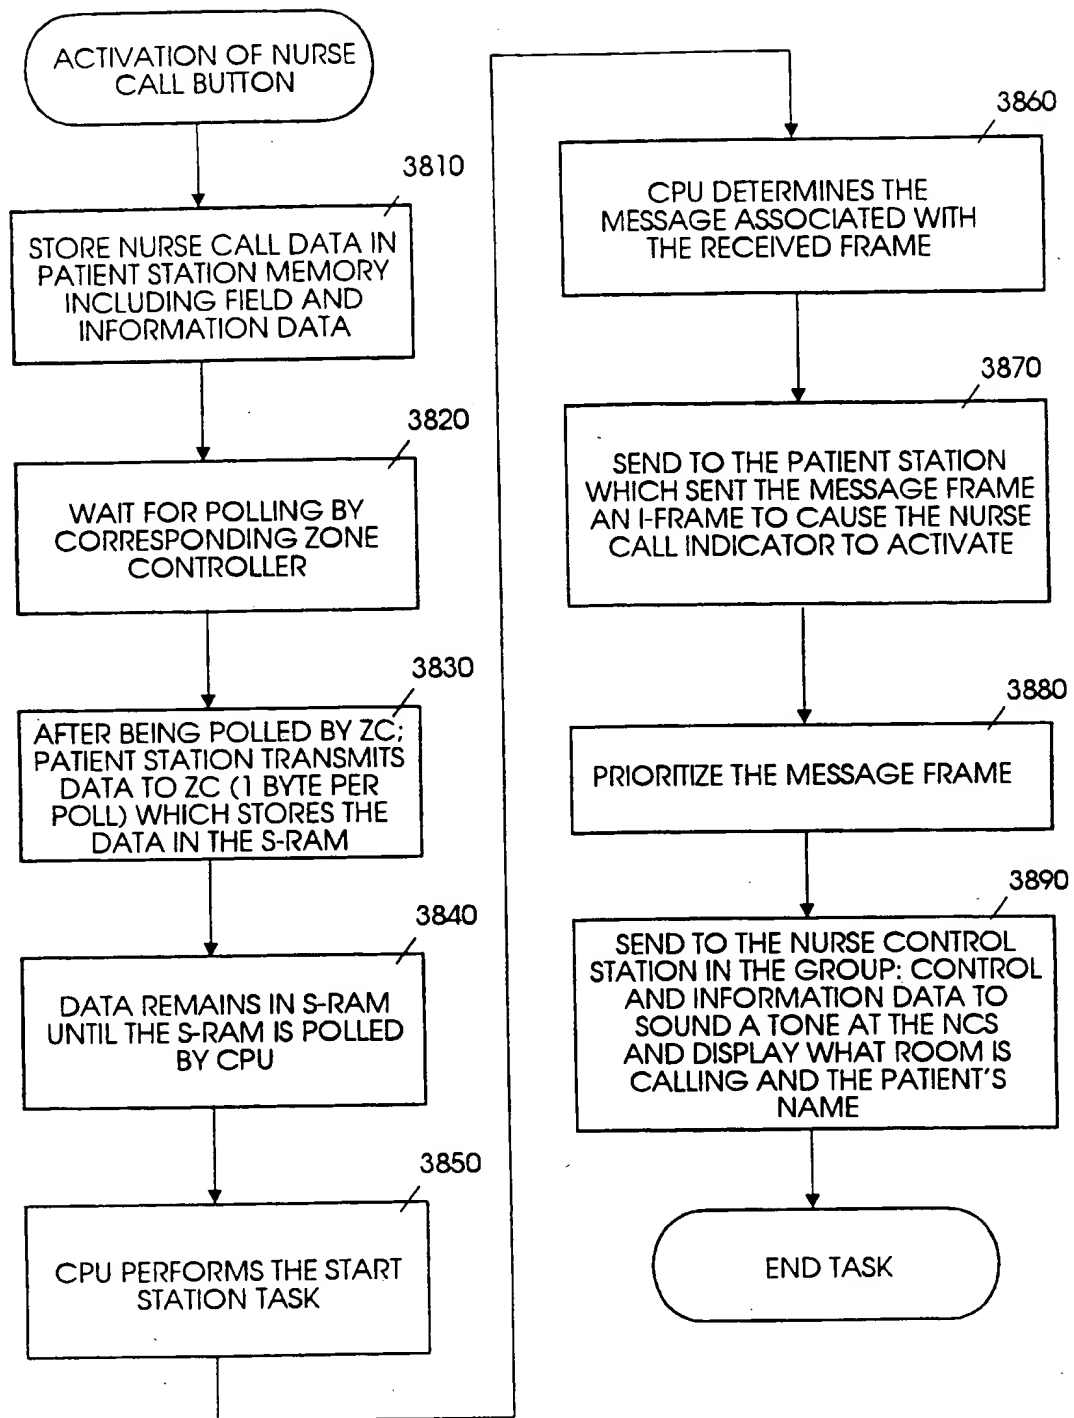 ACTIVATION OF NURSE
CALL BUTTON
3810
STORE NURSE CALL DATA IN
PATIENT STATION MEMORY
INCLUDING FIELD AND
INFORMATION DATA
3820
WAIT FOR POLLING BY
CORRESPONDING ZONE
CONTROLLER
3830
AFTER BEING POLLED BY ZC;
PATIENT STATION TRANSMITS
DATA TO ZC (1 BYTE PER
POLL) WHICH STORES THE
DATA IN THE S-RAM
3840
DATA REMAINS IN S-RAM
UNTIL THE S-RAM IS POLLED
BY CPU
3850
CPU PERFORMS THE START
STATION TASK
3860
CPU DETERMINES THE
MESSAGE ASSOCIATED WITH
THE RECEIVED FRAME
3870
SEND TO THE PATIENT STATION
WHICH SENT THE MESSAGE FRAME
AN I-FRAME TO CAUSE THE NURSE
CALL INDICATOR TO ACTIVATE
3880
PRIORITIZE THE MESSAGE FRAME
3890
SEND TO THE NURSE CONTROL
STATION IN THE GROUP: CONTROL
AND INFORMATION DATA TO
SOUND A TONE AT THE NCS
AND DISPLAY WHAT ROOM IS
CALLING AND THE PATIENT'S
NAME
END TASK